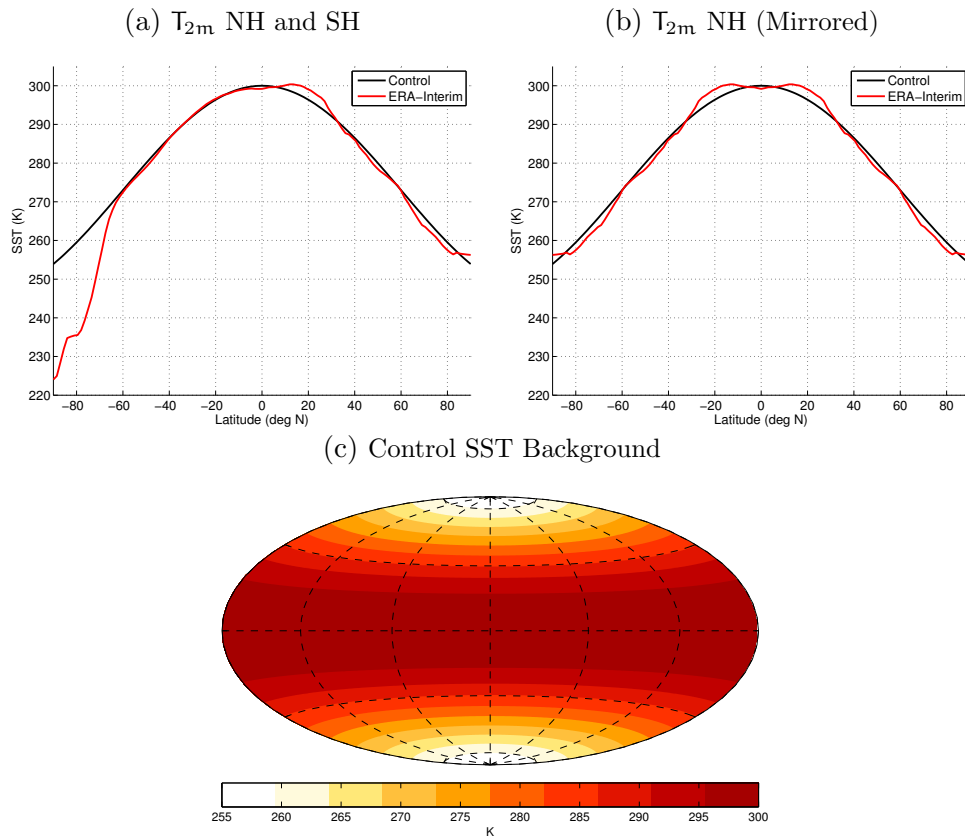 (a) T2m NH and SH
Control
ERA−Interim
300
290
280
270
260
250
240
230
220
SST (K)
−80 −60 −40 −20 0 20 40 60 80
Latitude (deg N)
(b) T2m NH (Mirrored)
Control
ERA−Interim
300
290
280
270
260
250
240
230
220
SST (K)
−80 −60 −40 −20 0 20 40 60 80
Latitude (deg N)
(c) Control SST Background
255 260 265 270 275 280 285 290 295 300
K